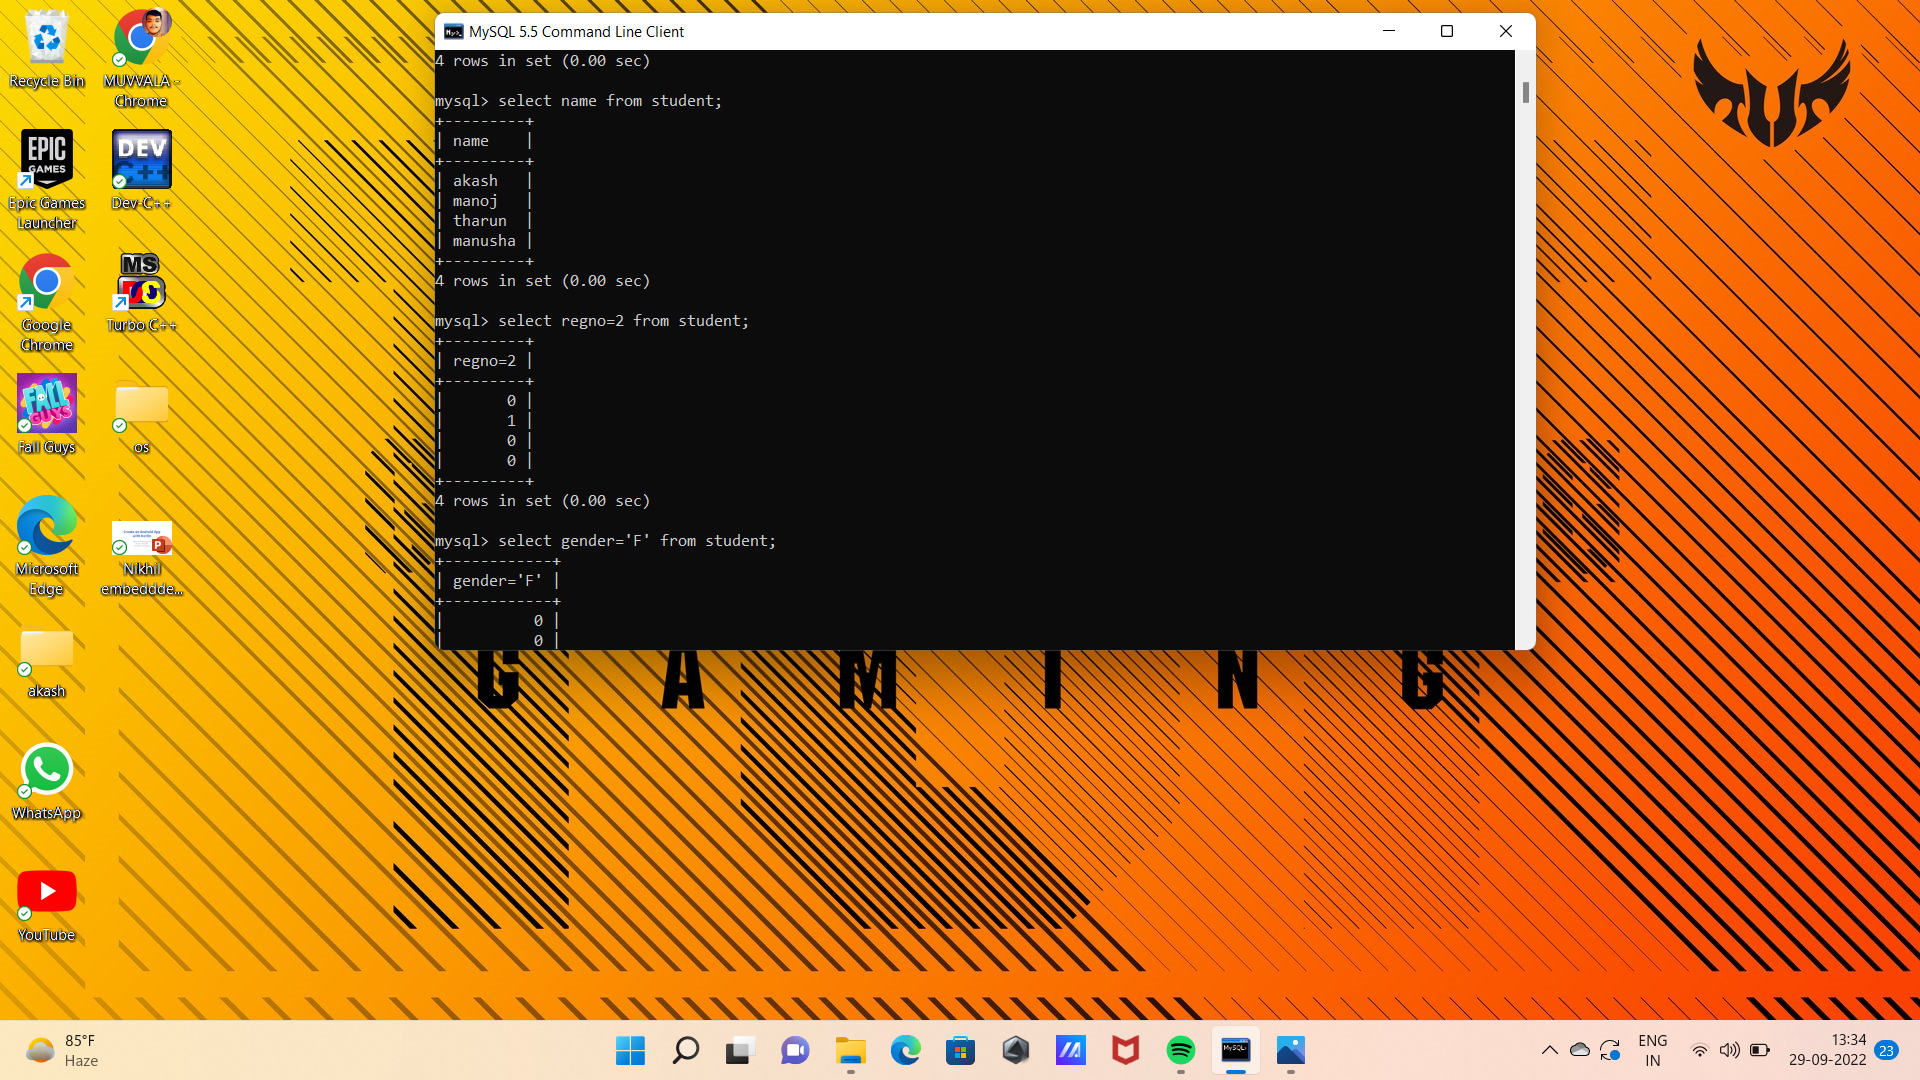 Recycle Bin
MUVVALA -
Chrome
EPIC
GAMES
Epic Games
Launcher
DEV
C++
Dev-C++
Google
Chrome
MS
DOS
Turbo C++
FALL
GUYS
Fall Guys
os
Microsoft
Edge
Nikhil
embeddde...
akash
WhatsApp
YouTube
MySQL 5.5 Command Line Client
4 rows in set (0.00 sec)
mysql> select name from student;
+---------+
| name    |
+---------+
| akash   |
| manoj   |
| tharun  |
| manusha |
+---------+
4 rows in set (0.00 sec)
mysql> select regno=2 from student;
+---------+
| regno=2 |
+---------+
|       0 |
|       1 |
|       0 |
|       0 |
+---------+
4 rows in set (0.00 sec)
mysql> select gender='F' from student;
+------------+
| gender='F' |
+------------+
|          0 |
|          0 |
G A M I N G
85°F
Haze
MySQL
ENG
IN
13:34
29-09-2022
23